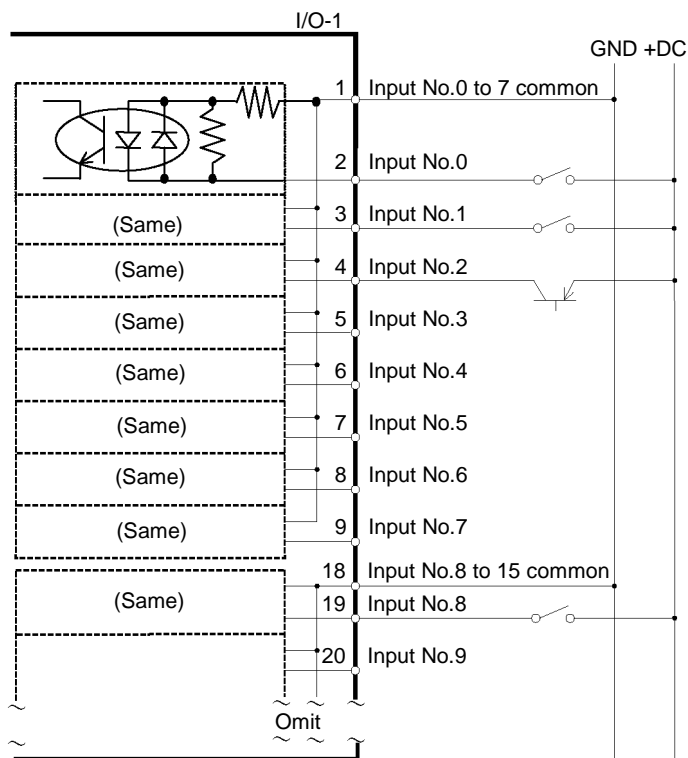 I/O-1
GND +DC
1 Input No.0 to 7 common
2 Input No.0
(Same) 3 Input No.1
(Same) 4 Input No.2
(Same) 5 Input No.3
(Same) 6 Input No.4
(Same) 7 Input No.5
(Same) 8 Input No.6
(Same) 9 Input No.7
18 Input No.8 to 15 common
(Same) 19 Input No.8
20 Input No.9
Omit